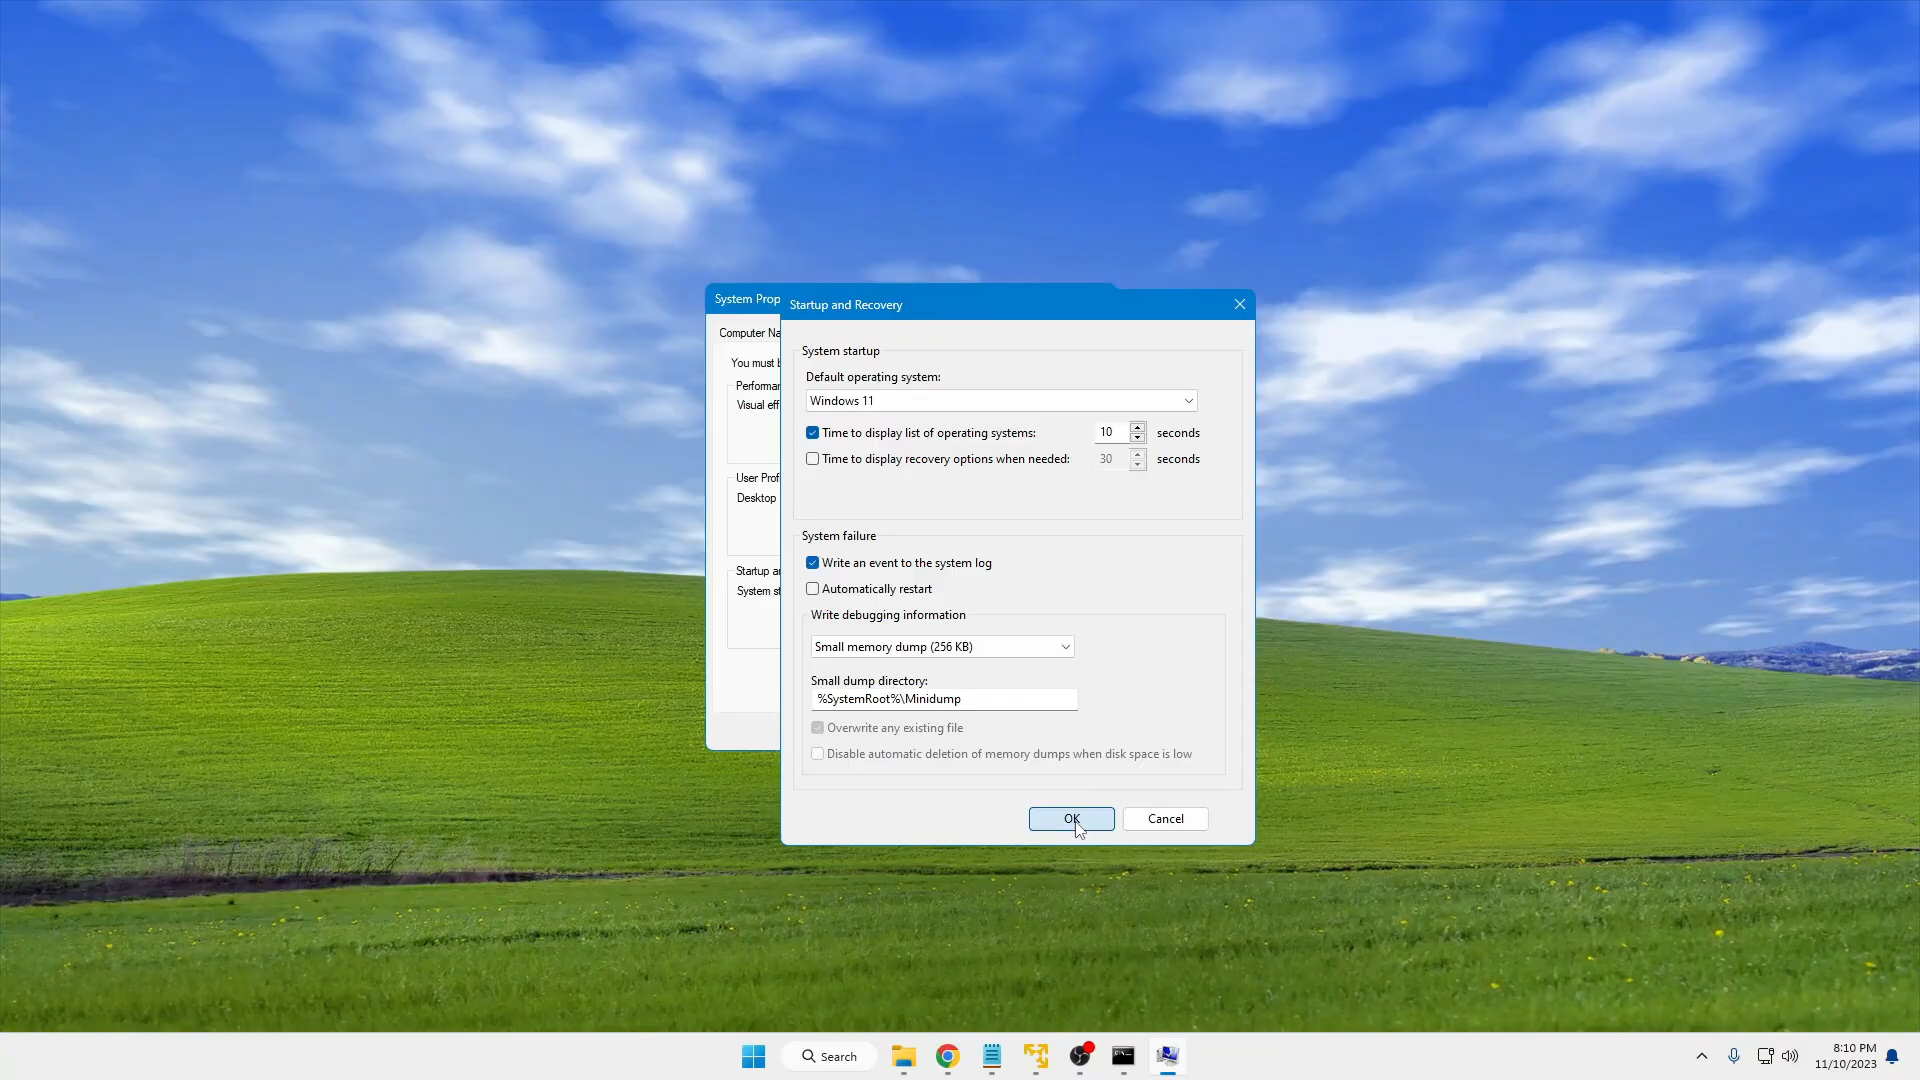 System Prop
Startup and Recovery
Computer Na
You must b
Performan
Visual eff
User Prof
Desktop
Startup an
System st
System startup
Default operating system:
Windows 11
Time to display list of operating systems: 10 seconds
Time to display recovery options when needed: 30 seconds
System failure
Write an event to the system log
Automatically restart
Write debugging information
Small memory dump (256 KB)
Small dump directory:
%SystemRoot%\Minidump
Overwrite any existing file
Disable automatic deletion of memory dumps when disk space is low
OK
Cancel
Search
8:10 PM
11/10/2023